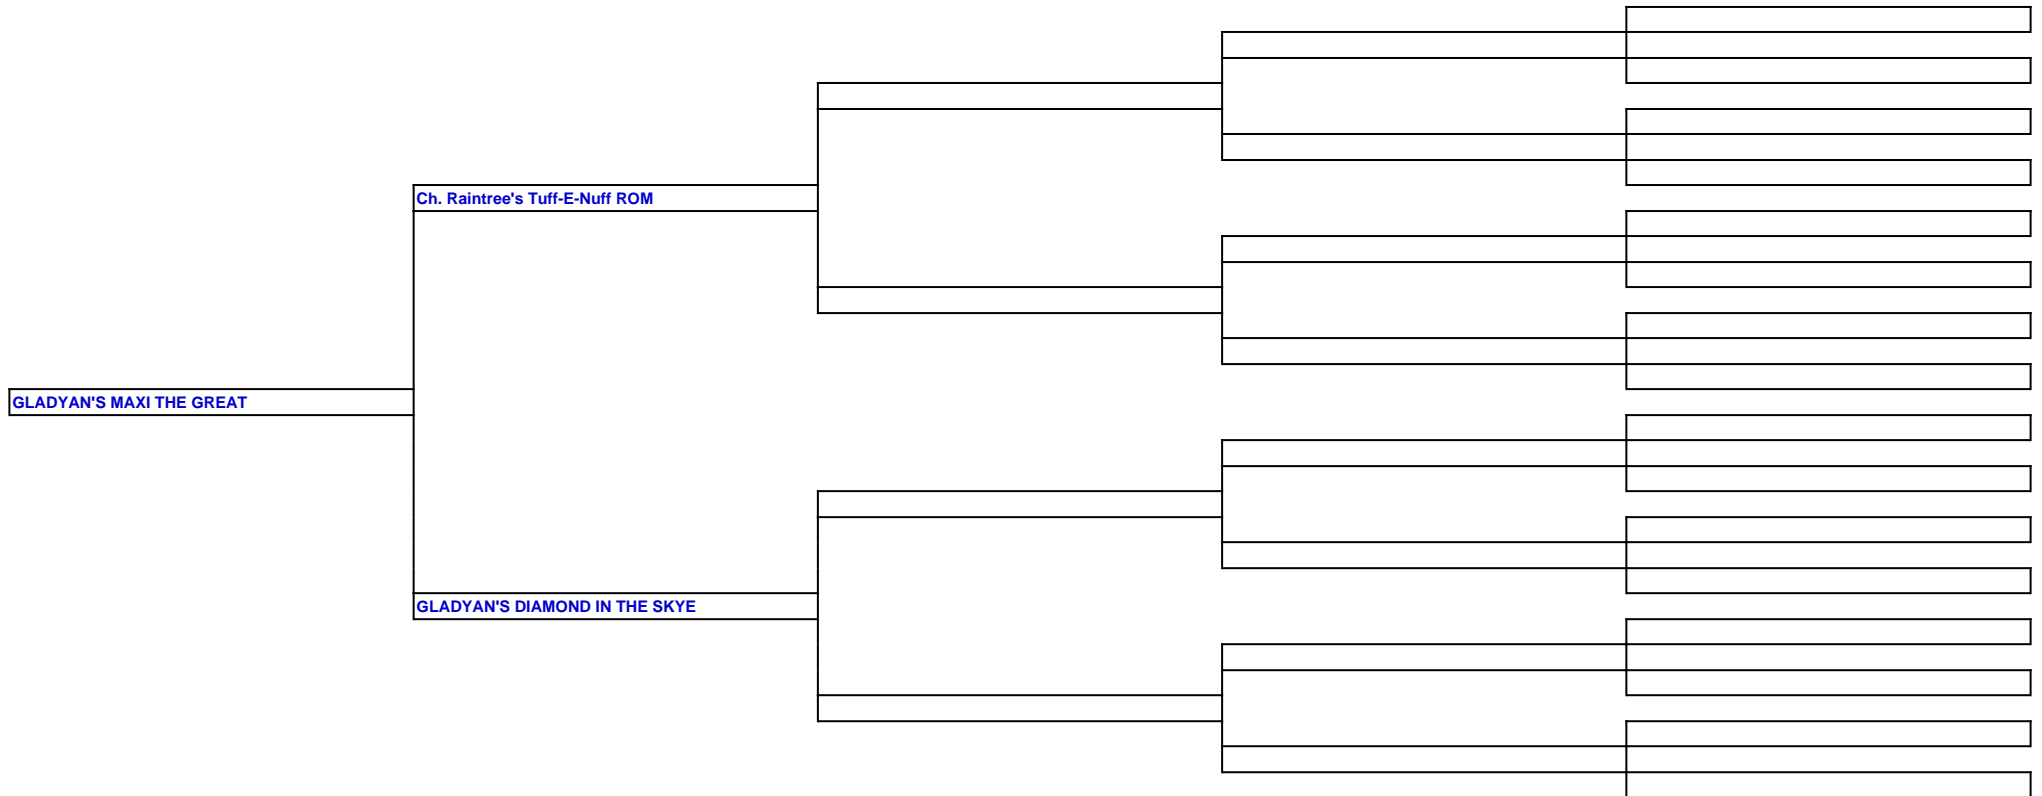 Ch. Raintree's Tuff-E-Nuff ROM
GLADYAN'S MAXI THE GREAT
GLADYAN'S DIAMOND IN THE SKYE